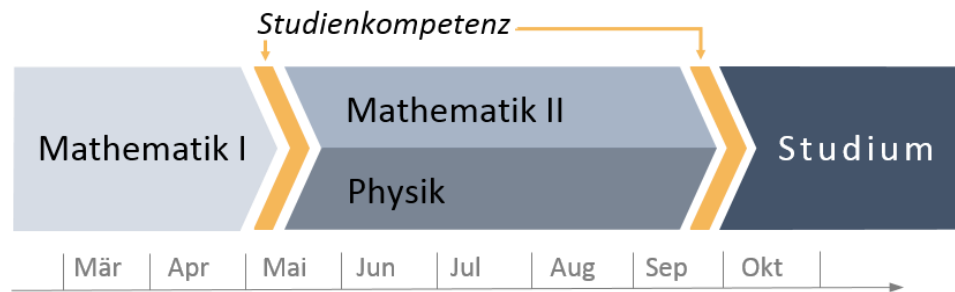 Studienkompetenz
Mathematik I
Mathematik II
Physik
Studium
Mär Apr Mai Jun Jul Aug Sep Okt